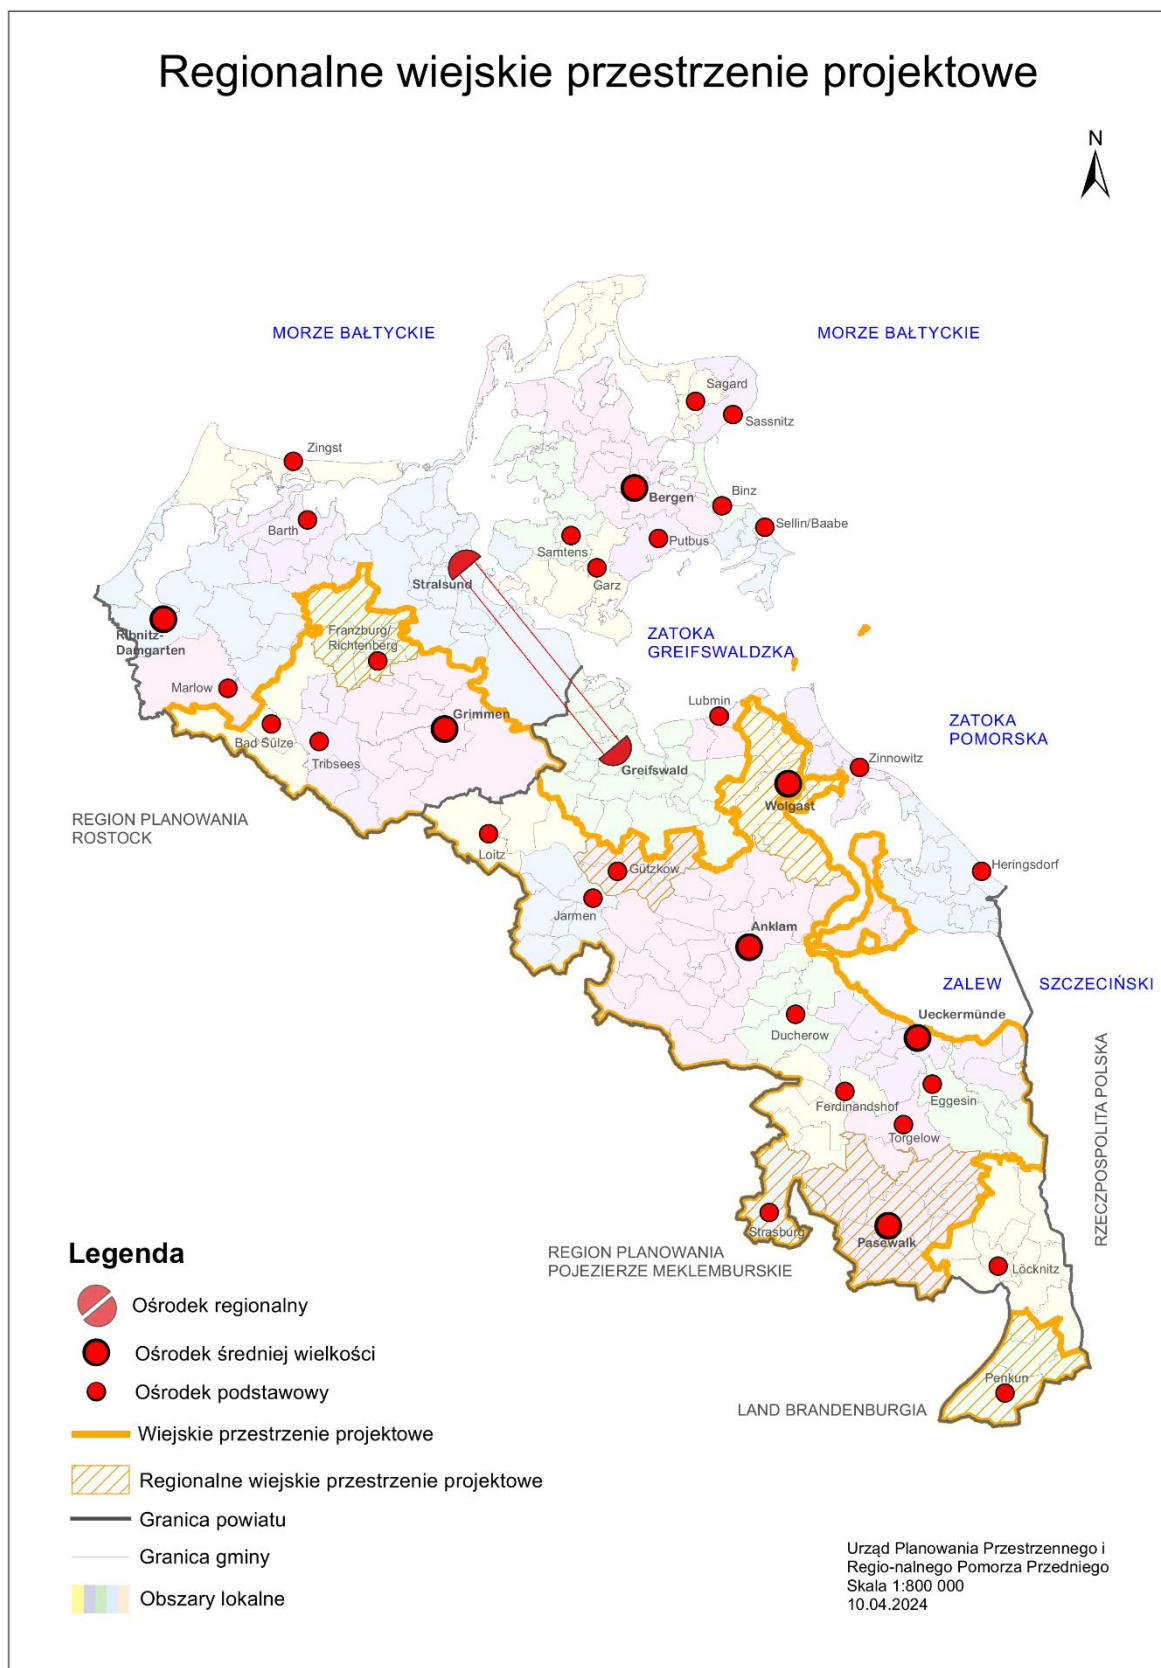 Regionalne wiejskie przestrzenie projektowe
N
MORZE BAŁTYCKIE
MORZE BAŁTYCKIE
Sagard
Sassnitz
Zingst
Bergen
Binz
Barth
Sellin/Baabe
Samtens
Putbus
Stralsund
Garz
Ribnitz-
Damgarten
Franzburg/
Richtenberg
ZATOKA
GREIFSWALDZKA
Marlow
Lubmin
Grimmen
Bad Sülze
Tribsees
ZATOKA
POMORSKA
Zinnowitz
Greifswald
Wolgast
REGION PLANOWANIA
ROSTOCK
Loitz
Gützkow
Heringsdorf
Jarmen
Anklam
ZALEW
SZCZECIŃSKI
Ueckermünde
Ducherow
RZECZPOSPOLITA POLSKA
Ferdinandshof
Eggesin
Torgelow
Strasburg
Pasewalk
REGION PLANOWANIA
POJEZIERZE MEKLEMBURSKIE
Löcknitz
Penkun
LAND BRANDENBURGIA
Legenda
Ośrodek regionalny
Ośrodek średniej wielkości
Ośrodek podstawowy
Wiejskie przestrzenie projektowe
Regionalne wiejskie przestrzenie projektowe
Granica powiatu
Granica gminy
Obszary lokalne
Urząd Planowania Przestrzennego i
Regio-nalnego Pomorza Przedniego
Skala 1:800 000
10.04.2024